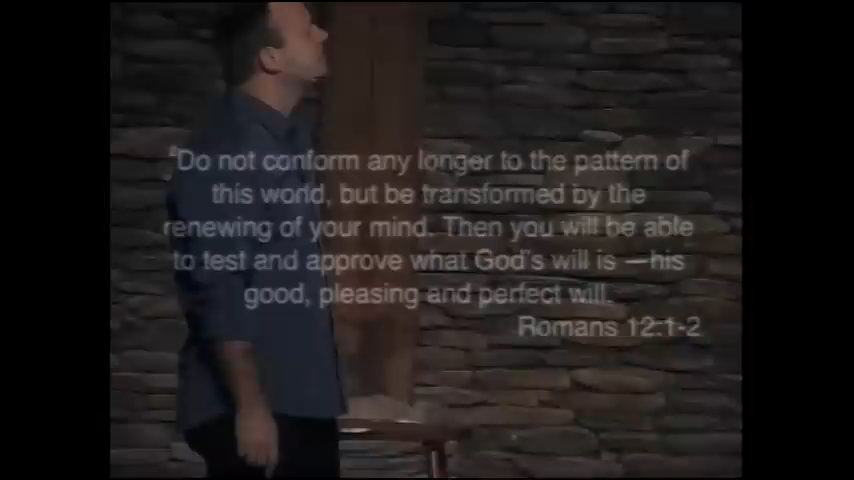 "Do not conform any longer to the pattern of
this world, but be transformed by the
renewing of your mind. Then you will be able
to test and approve what God's will is —his
good, pleasing and perfect will.
Romans 12:1-2